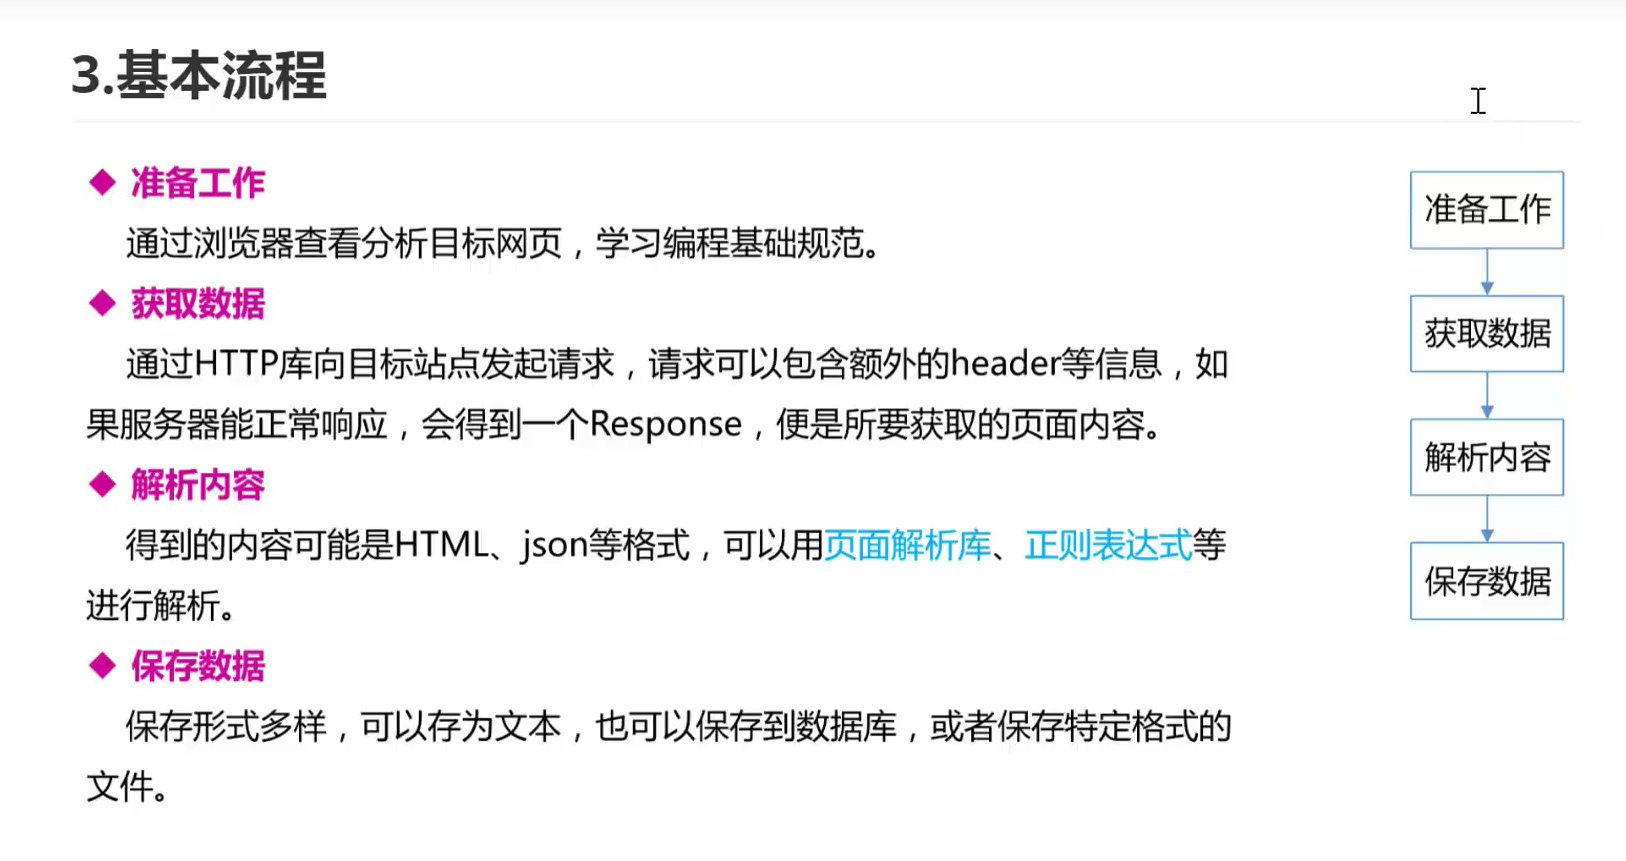 3.基本流程
◆ 准备工作
通过浏览器查看分析目标网页，学习编程基础规范。
◆ 获取数据
通过HTTP库向目标站点发起请求，请求可以包含额外的header等信息，如
果服务器能正常响应，会得到一个Response，便是所要获取的页面内容。
◆ 解析内容
得到的内容可能是HTML、json等格式，可以用页面解析库、正则表达式等
进行解析。
◆ 保存数据
保存形式多样，可以存为文本，也可以保存到数据库，或者保存特定格式的
文件。
准备工作
获取数据
解析内容
保存数据